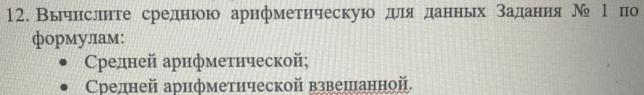 12. Вычислите среднюю арифметическую для данных Задания № 1 по
формулам:
• Средней арифметической;
• Средней арифметической взвешанной.